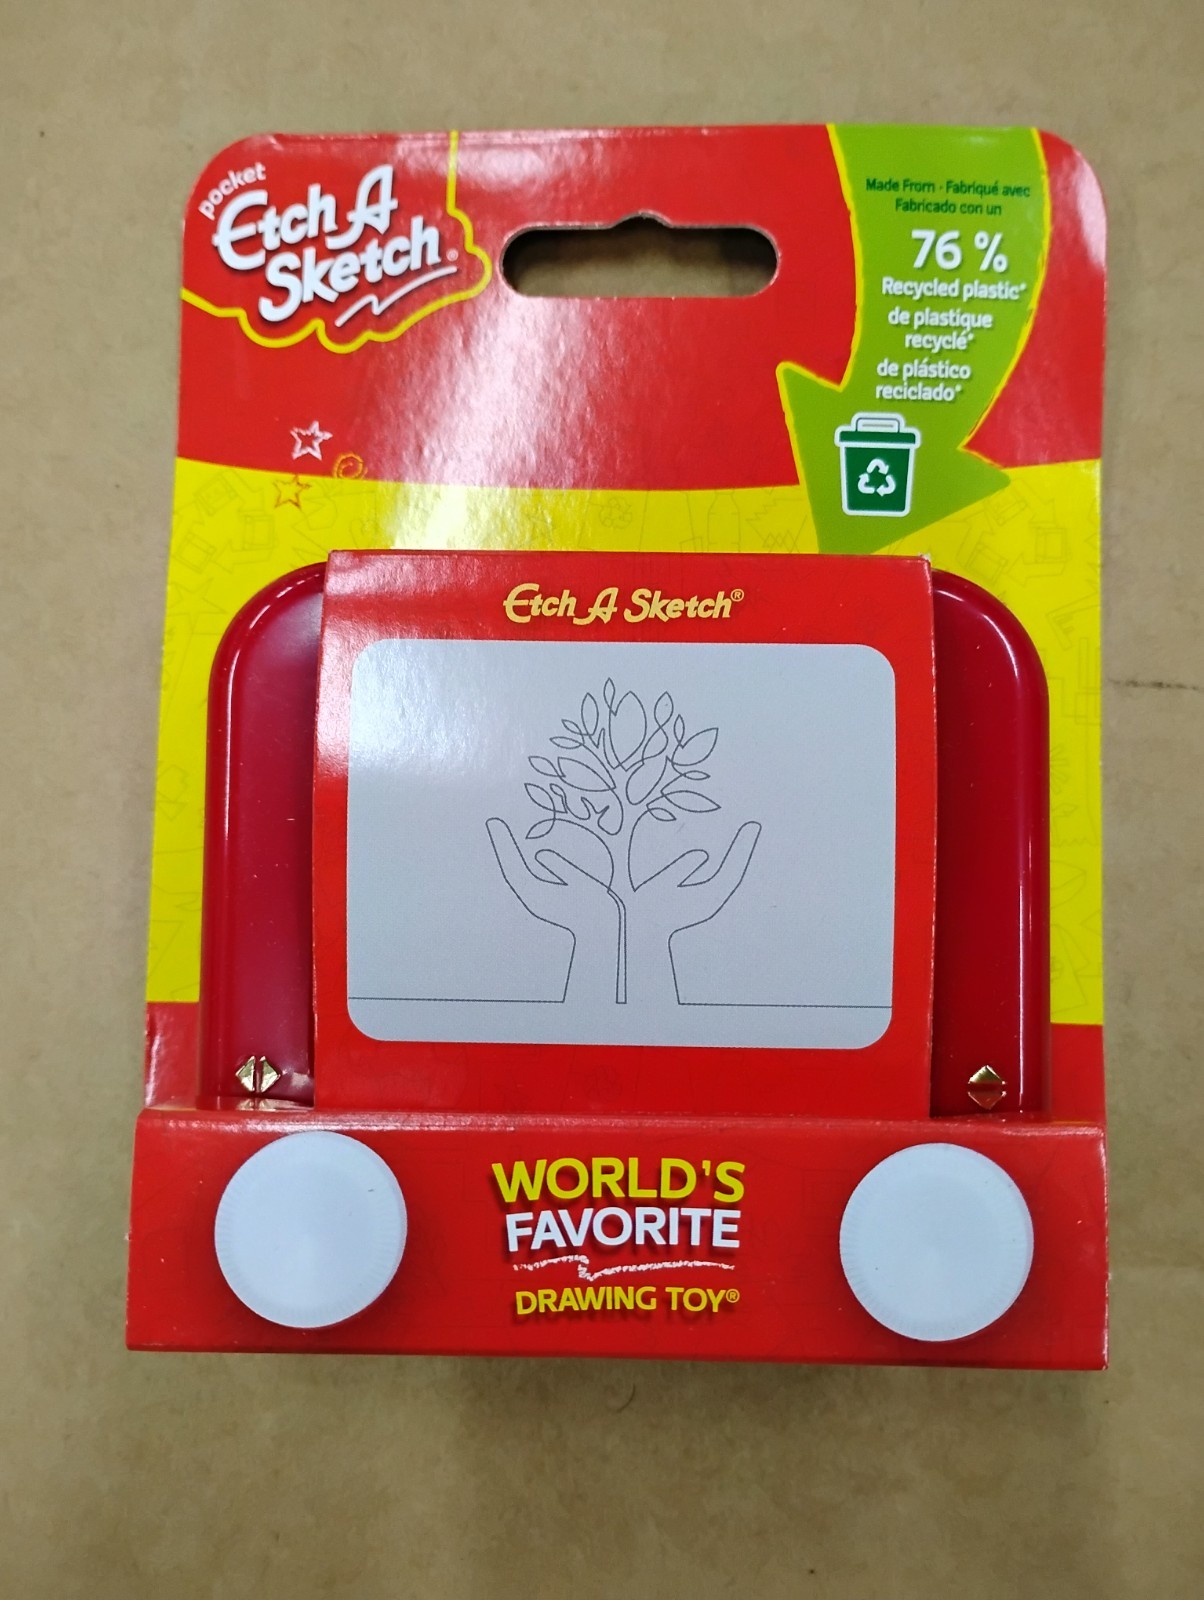 pocket
Etch A
Sketch®
Made From - Fabriqué avec
Fabricado con un
76 %
Recycled plastic*
de plastique
recyclé*
de plástico
reciclado*
Etch A Sketch®
WORLD'S
FAVORITE
DRAWING TOY®